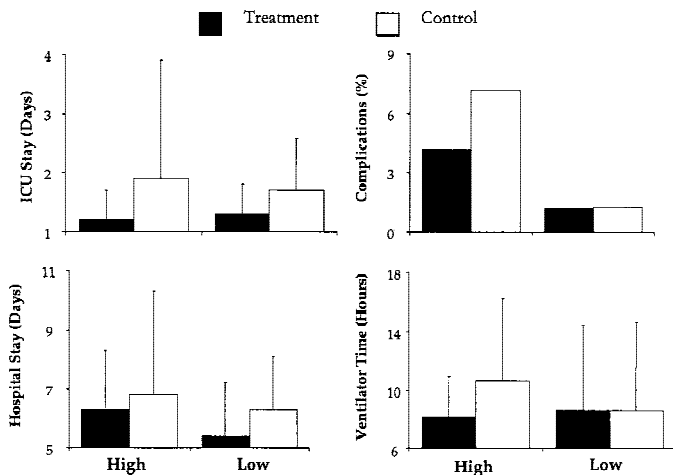 Treatment Control
ICU Stay (Days)
4
3
2
1
Complications (%)
9
6
3
0
Hospital Stay (Days)
11
9
7
5
High Low
Ventilator Time (Hours)
18
14
10
6
High Low